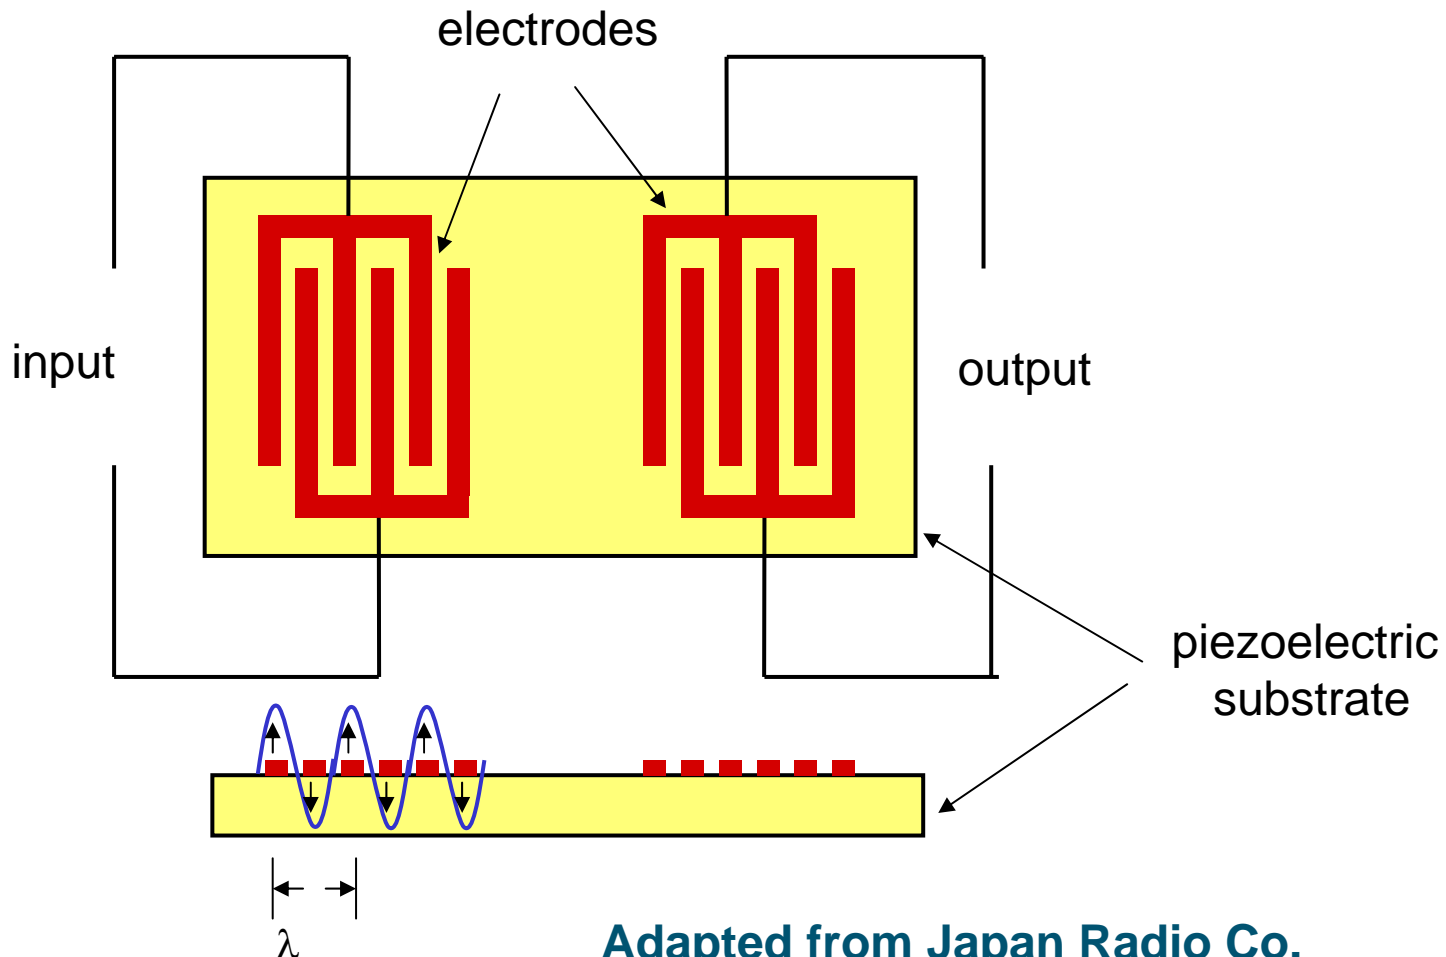 electrodes
input
output
piezoelectric
substrate
λ
Adapted from Japan Radio Co.